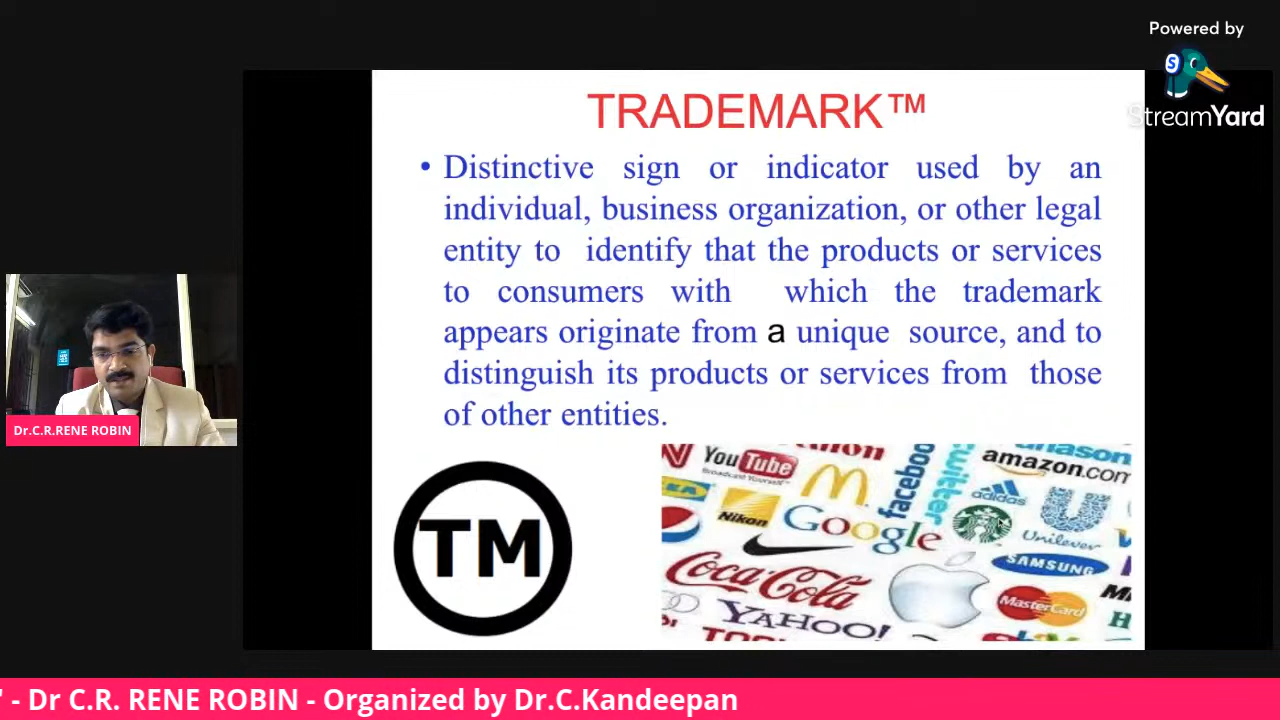 Powered by
S
StreamYard
TRADEMARK™
• Distinctive sign or indicator used by an
individual, business organization, or other legal
entity to identify that the products or services
to consumers with which the trademark
appears originate from a unique source, and to
distinguish its products or services from those
of other entities.
Dr.C.R.RENE ROBIN
TM
YouTube
Broadcast Yourself™
facebook
twitter
amazon.com
adidas
Nikon
Google
Unilever
SAMSUNG
Coca-Cola
MasterCard
YAHOO!
' - Dr C.R. RENE ROBIN - Organized by Dr.C.Kandeepan